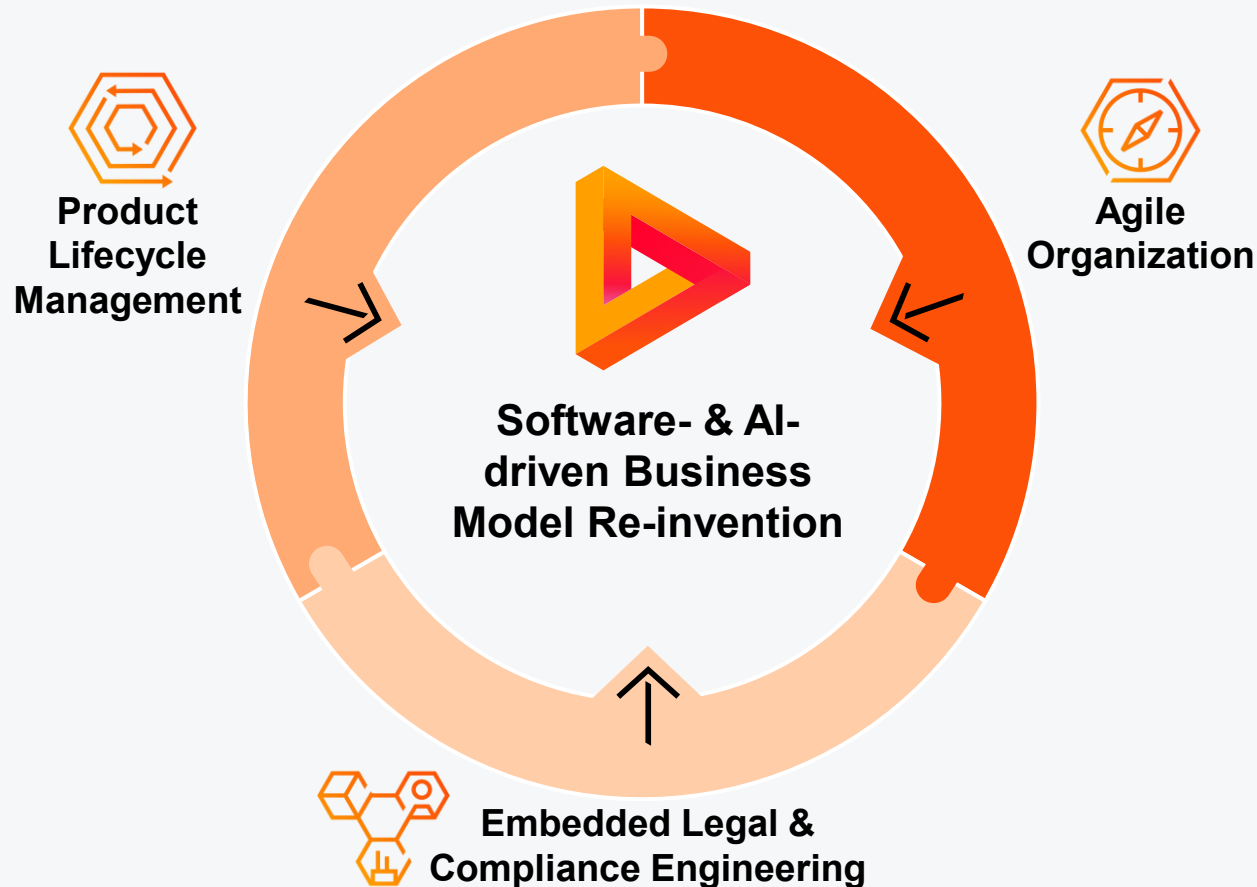 Product
Lifecycle
Management
Agile
Organization
Software- & AI-
driven Business
Model Re-invention
Embedded Legal &
Compliance Engineering